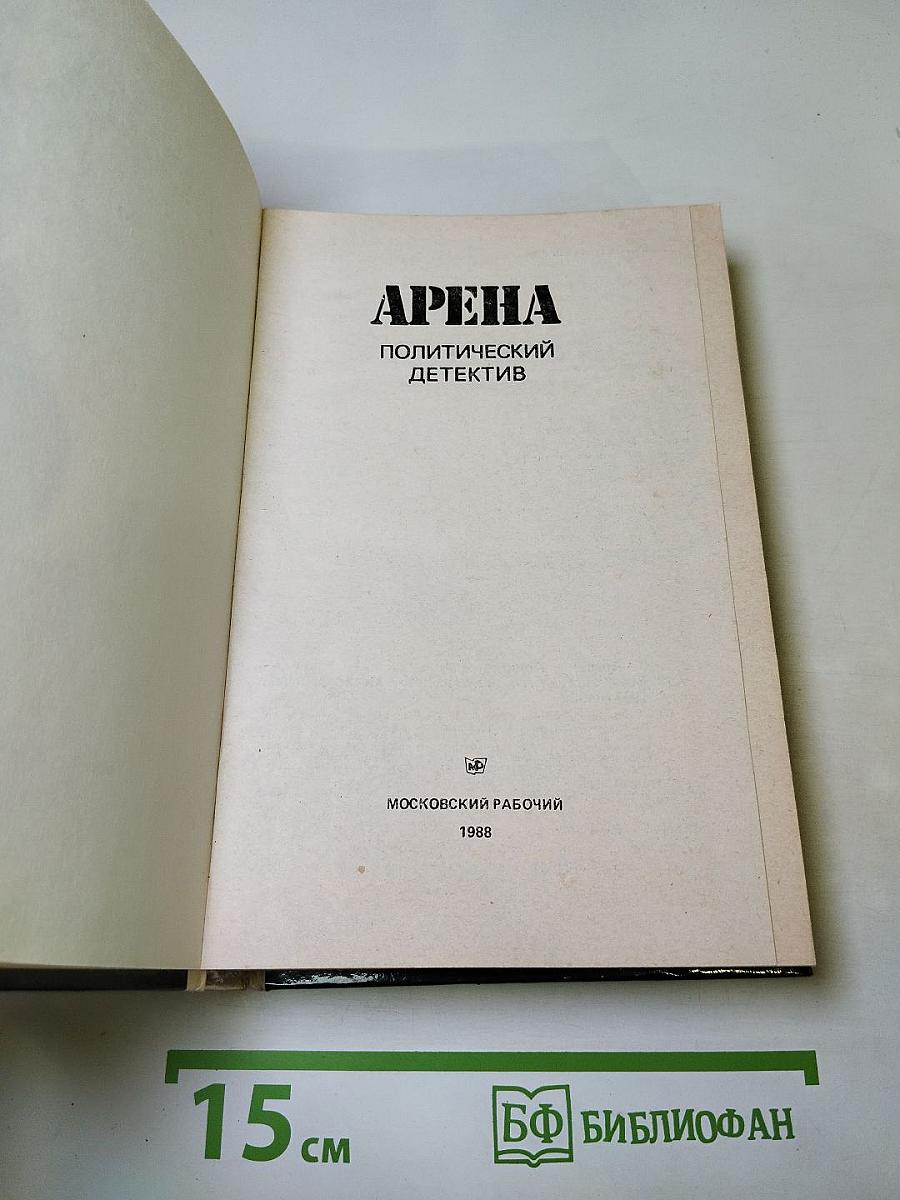 АРЕНА
ПОЛИТИЧЕСКИЙ
ДЕТЕКТИВ
МР
МОСКОВСКИЙ РАБОЧИЙ
1988
15 см
БФ БИБЛИОФАН